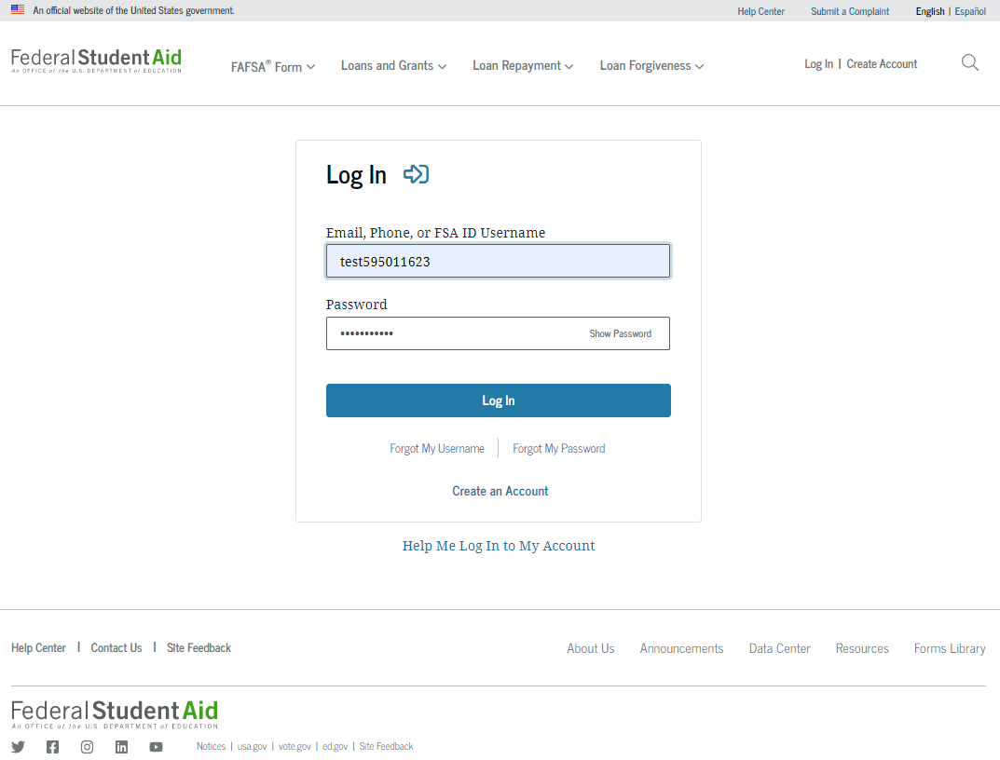 An official website of the United States government.
Help Center Submit a Complaint English | Español
Federal Student Aid
An OFFICE of the U.S. DEPARTMENT of EDUCATION
FAFSA® Form Loans and Grants Loan Repayment Loan Forgiveness
Log In | Create Account
Log In
Email, Phone, or FSA ID Username
test595011623
Password
••••••••••• Show Password
Log In
Forgot My Username Forgot My Password
Create an Account
Help Me Log In to My Account
Help Center | Contact Us | Site Feedback
About Us Announcements Data Center Resources Forms Library
Federal Student Aid
An OFFICE of the U.S. DEPARTMENT of EDUCATION
Notices | usa.gov | vote.gov | ed.gov | Site Feedback